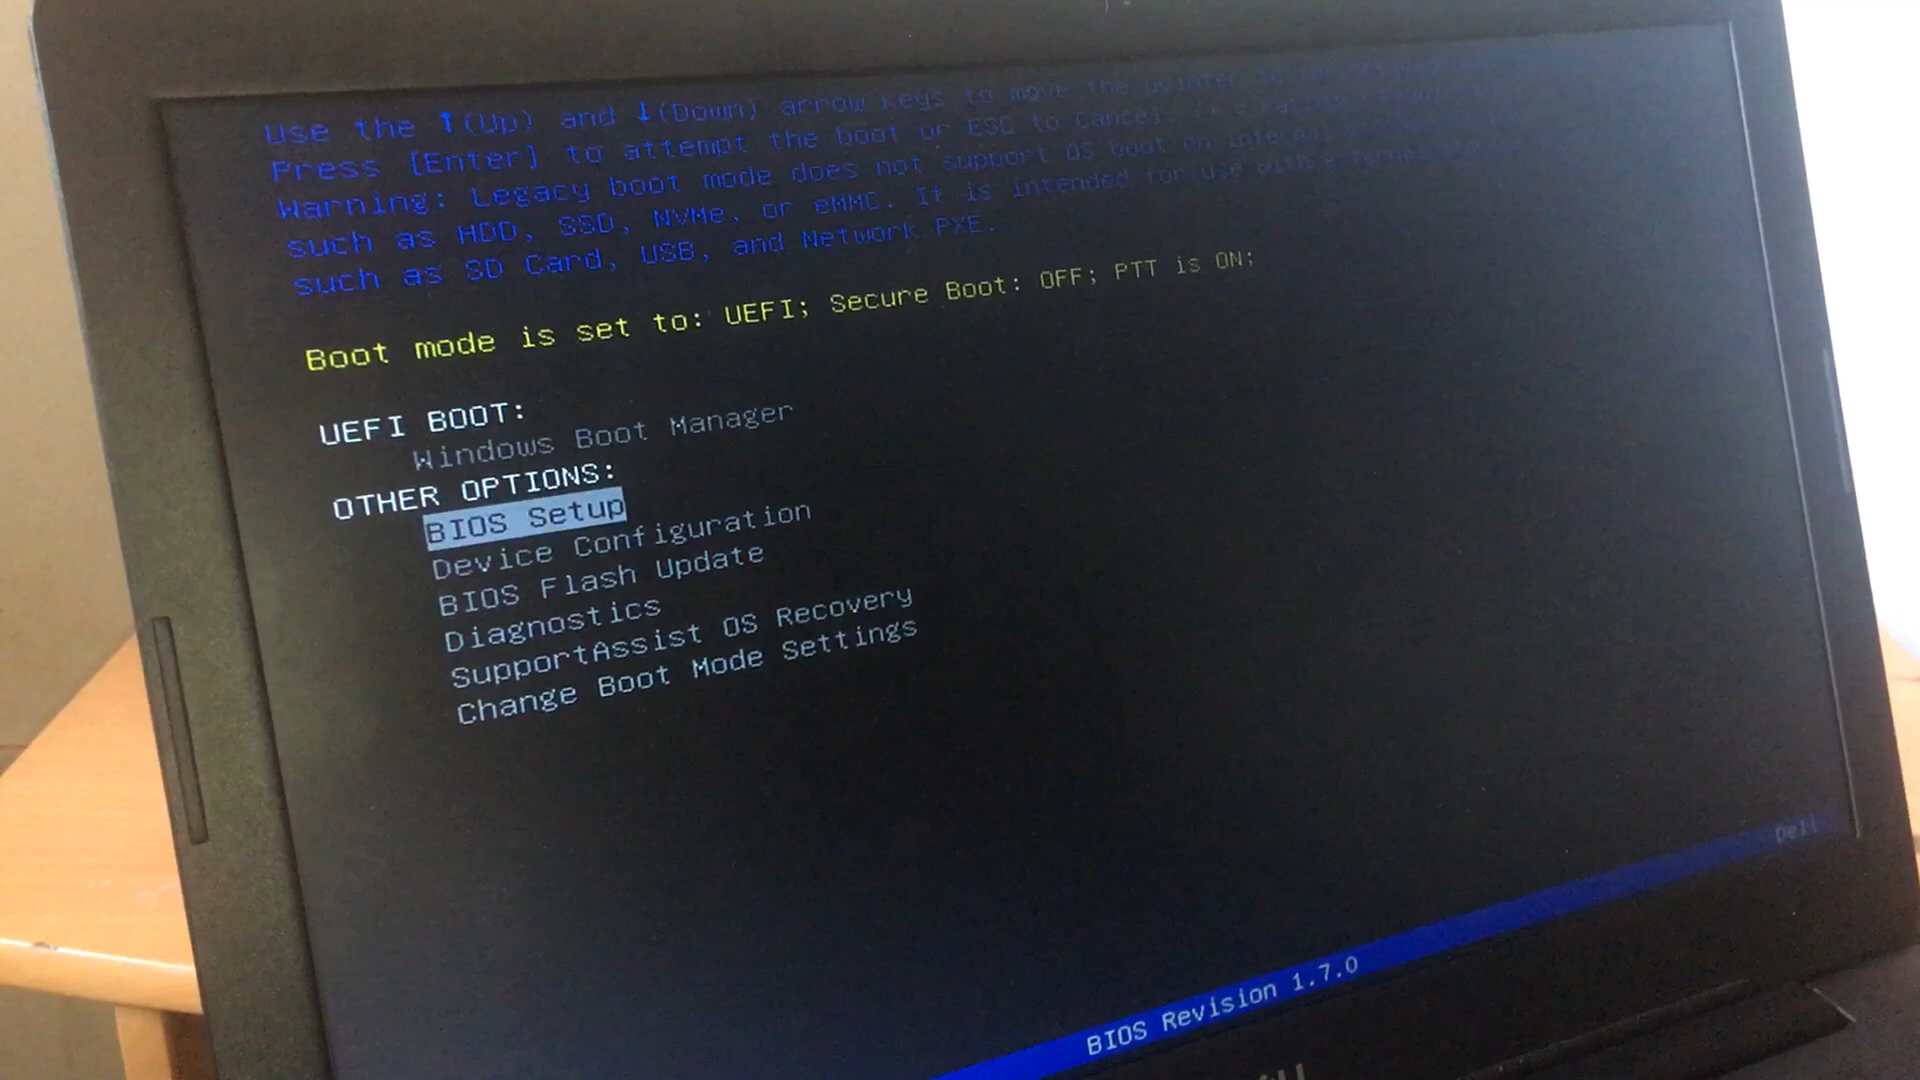 Use the ↑(Up) and ↓(Down) arrow keys to move the pointer
Press [Enter] to attempt the boot or ESC to Cancel.
Warning: Legacy boot mode does not support OS boot on internal
such as HDD, SSD, NVMe, or eMMC. It is intended for use with
such as SD Card, USB, and Network PXE.
Boot mode is set to: UEFI; Secure Boot: OFF; PTT is ON;
UEFI BOOT:
Windows Boot Manager
OTHER OPTIONS:
BIOS Setup
Device Configuration
BIOS Flash Update
Diagnostics
SupportAssist OS Recovery
Change Boot Mode Settings
Dell
BIOS Revision 1.7.0